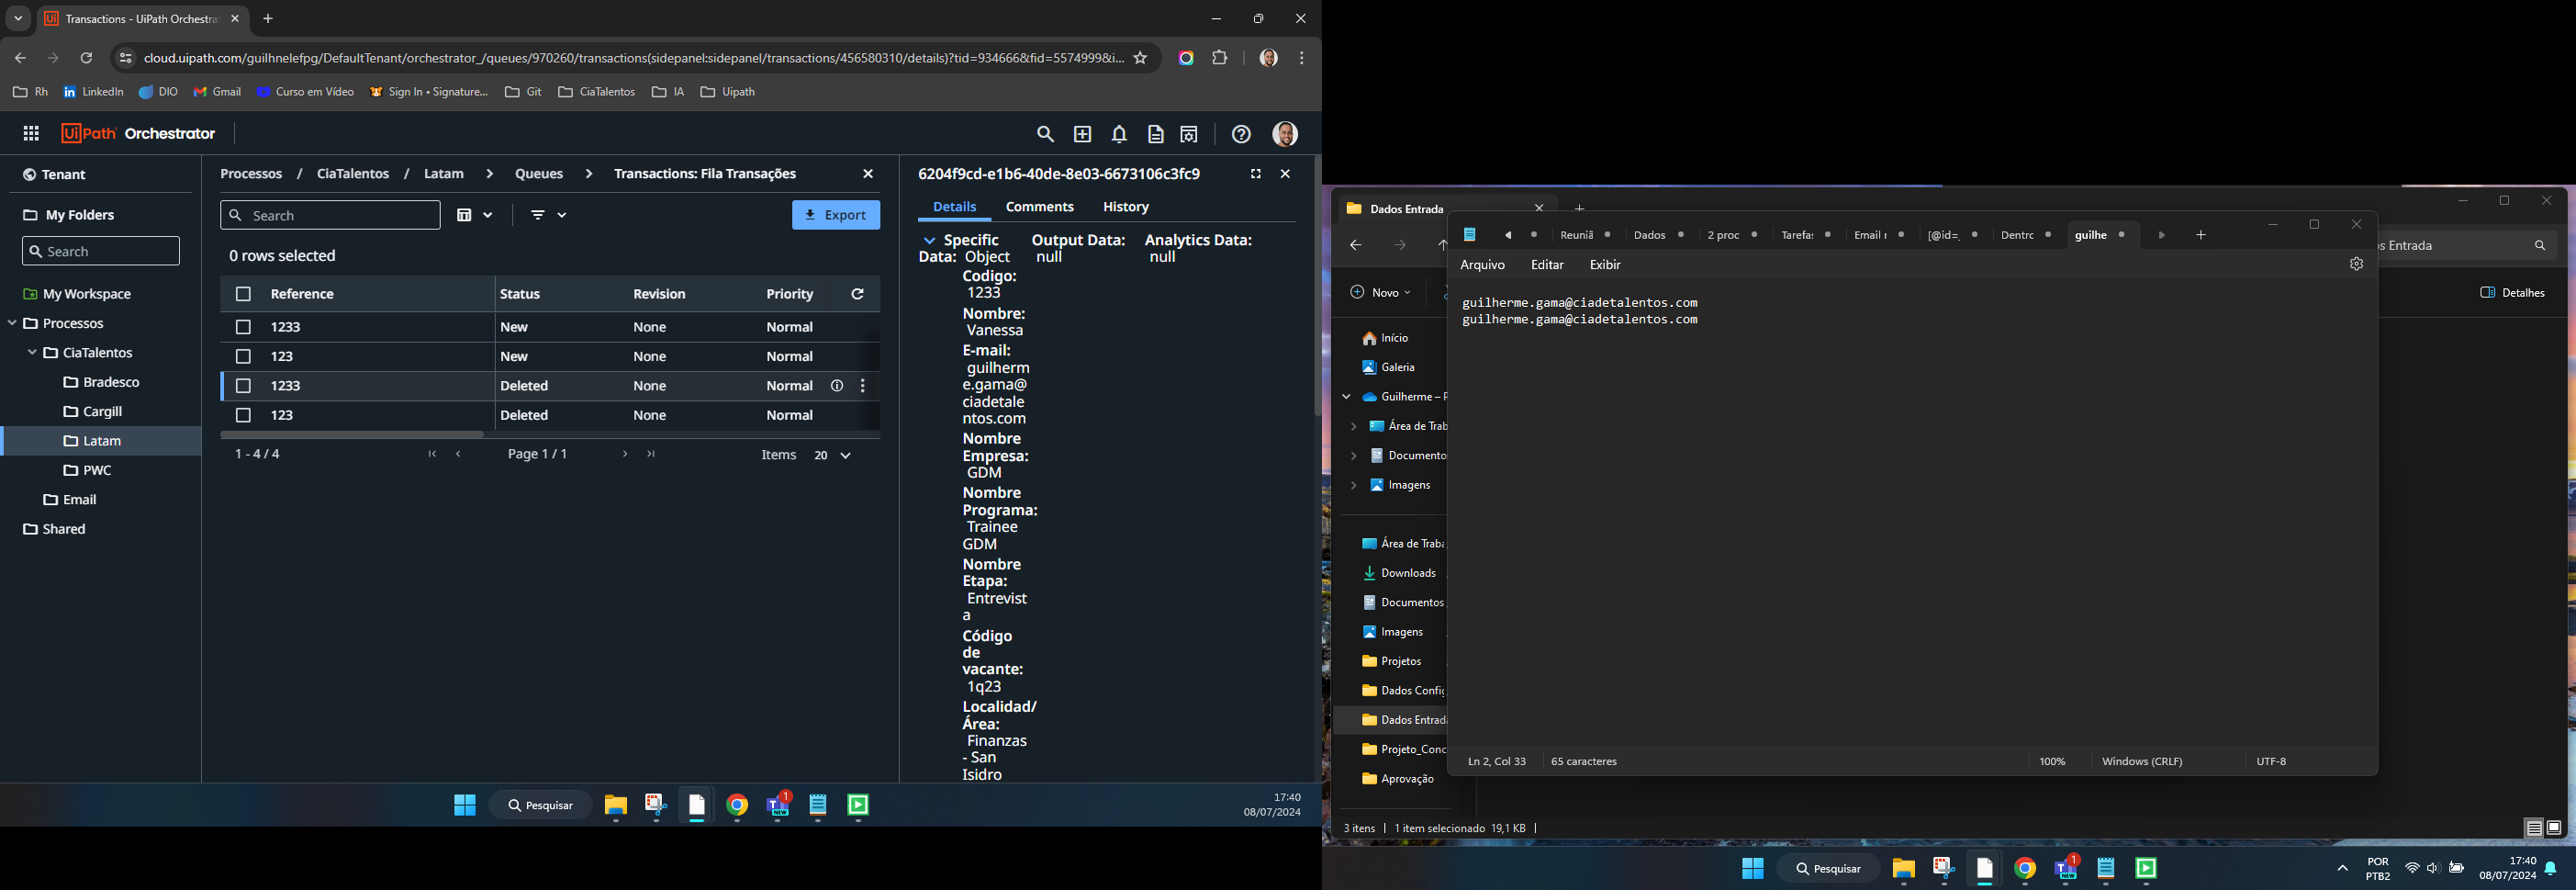 Transactions - UiPath Orchestra
cloud.uipath.com/guilhnelefpg/DefaultTenant/orchestrator_/queues/970260/transactions(sidepanel:sidepanel/transactions/456580310/details)?tid=934666&fid=5574999&i...
Rh LinkedIn DIO Gmail Curso em Vídeo Sign In • Signature... Git CiaTalentos IA Uipath
UiPath Orchestrator
Tenant
My Folders
Search
My Workspace
Processos
CiaTalentos
Bradesco
Cargill
Latam
PWC
Email
Shared
Processos / CiaTalentos / Latam > Queues > Transactions: Fila Transações
Search
Export
0 rows selected
Reference Status Revision Priority
1233 New None Normal
123 New None Normal
1233 Deleted None Normal
123 Deleted None Normal
1 - 4 / 4 Page 1 / 1 Items 20
6204f9cd-e1b6-40de-8e03-6673106c3fc9
Details Comments History
Specific Output Data: Analytics Data:
Data: Object null null
Codigo:
1233
Nombre:
Vanessa
E-mail:
guilherm
e.gama@
ciadetale
ntos.com
Nombre
Empresa:
GDM
Nombre
Programa:
Trainee
GDM
Nombre
Etapa:
Entrevist
a
Código
de
vacante:
1q23
Localidad/
Área:
Finanzas
- San
Isidro
Pesquisar
1
NEW
17:40
08/07/2024
Dados Entrada
s Entrada
Novo
Detalhes
Início
Galeria
Guilherme – P
Área de Trab
Documento
Imagens
Área de Traba
Downloads
Documentos
Imagens
Projetos
Dados Config
Dados Entrada
Projeto_Conc
Aprovação
3 itens 1 item selecionado 19,1 KB
Reuniã Dados 2 proc Tarefa: Email r [@id=. Dentro guilhe
Arquivo Editar Exibir
guilherme.gama@ciadetalentos.com
guilherme.gama@ciadetalentos.com
Ln 2, Col 33 65 caracteres 100% Windows (CRLF) UTF-8
Pesquisar
1
NEW
POR
PTB2
17:40
08/07/2024